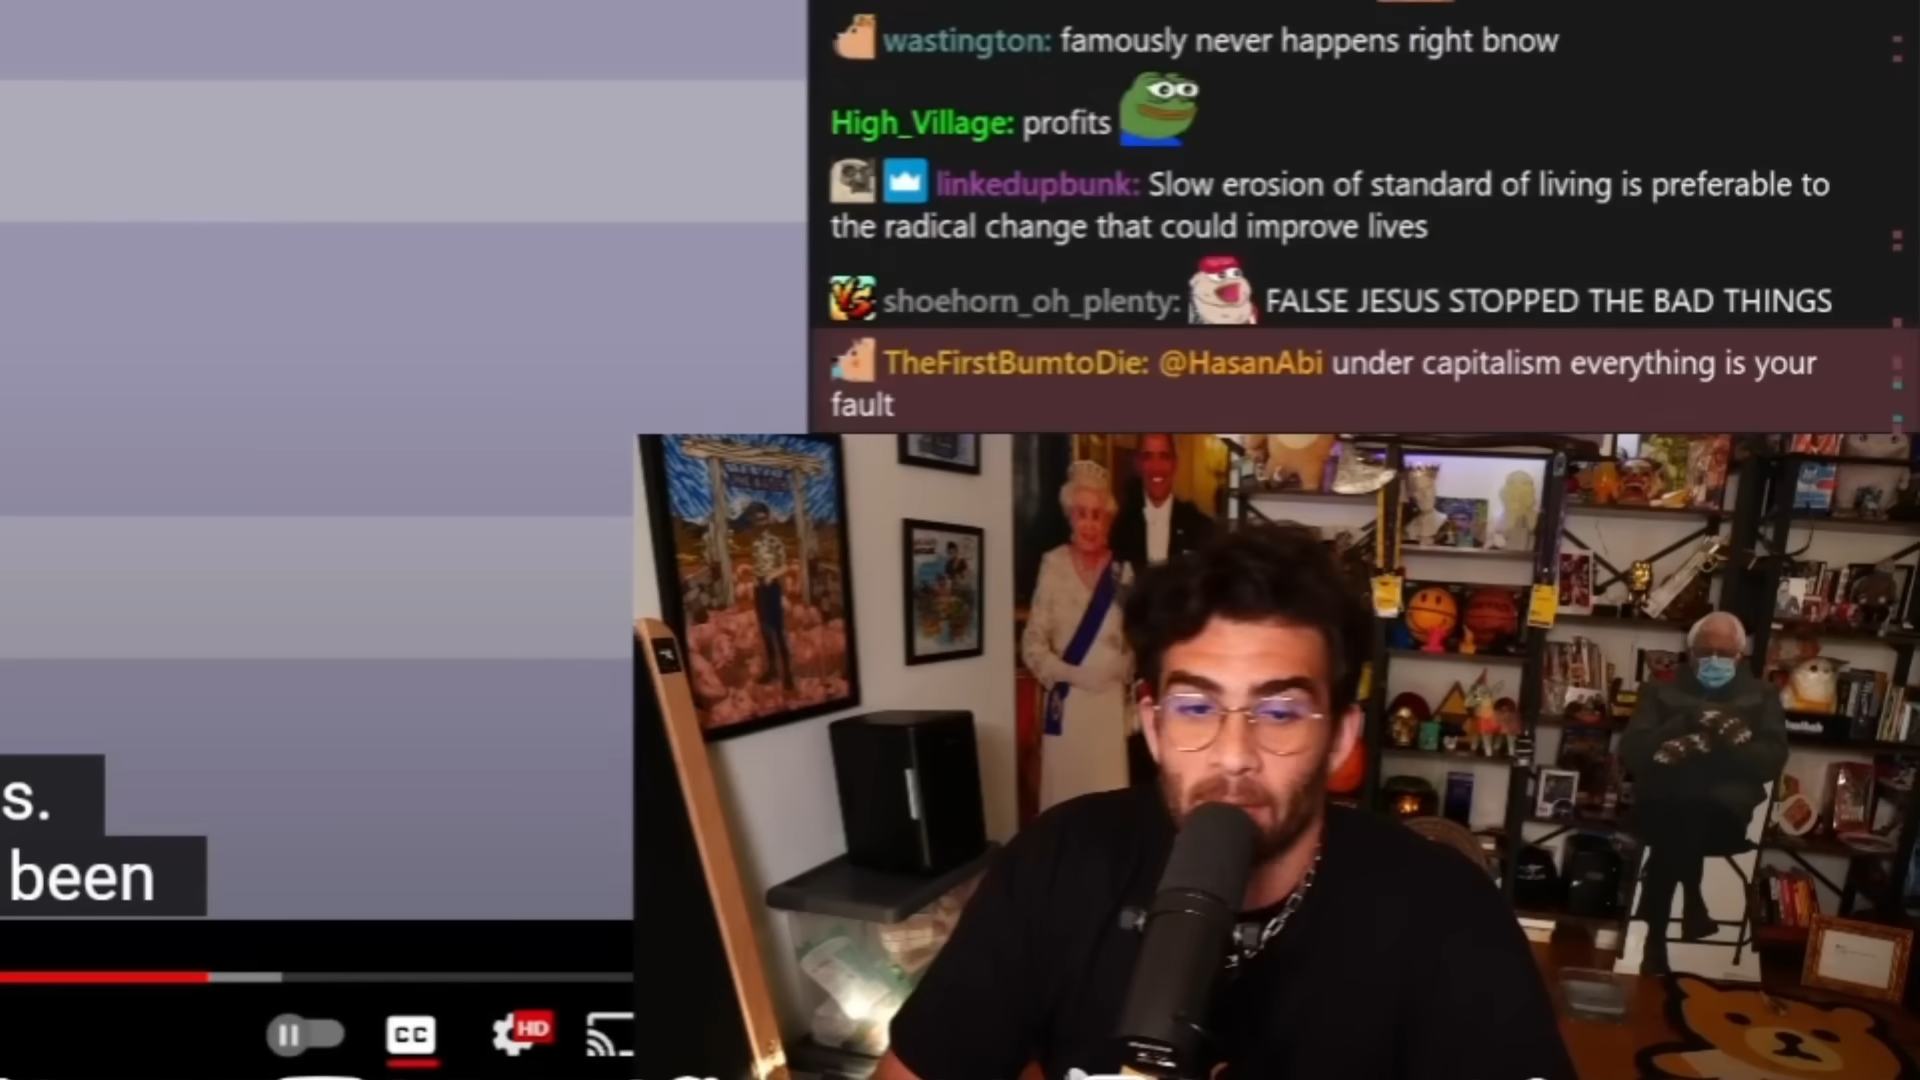 wastington: famously never happens right bnow
High_Village: profits
linkedupbunk: Slow erosion of standard of living is preferable to
the radical change that could improve lives
shoehorn_oh_plenty: FALSE JESUS STOPPED THE BAD THINGS
TheFirstBumtoDie: @HasanAbi under capitalism everything is your
fault
s.
been
CC
HD